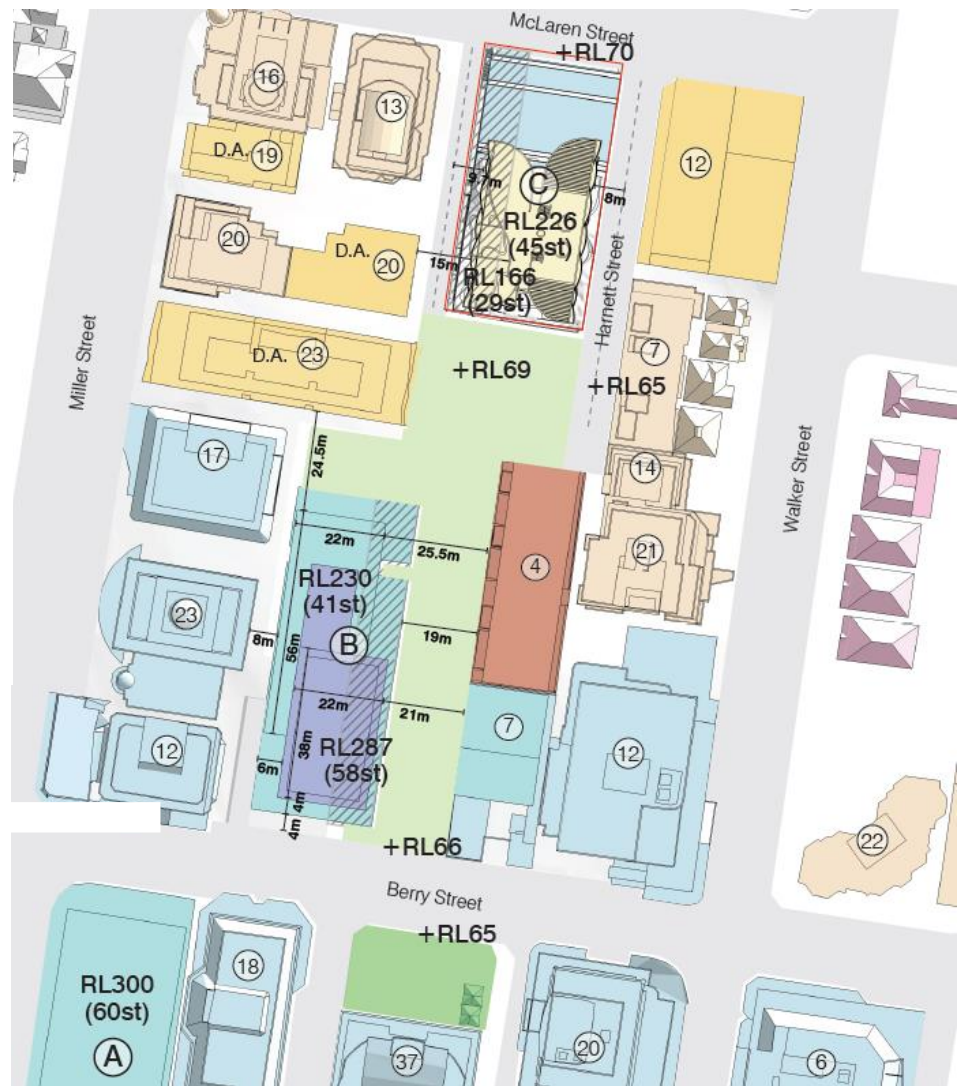 McLaren Street
+RL70
16
13
D.A. 19
12
9.7m
C
8m
RL226
(45st)
20
D.A. 20
15m
RL166
(29st)
Harnett Street
Miller Street
D.A. 23
+RL69
7
+RL65
17
24.5m
14
Walker Street
22m
25.5m
4
21
RL230
(41st)
23
8m
56m
B
19m
22m
21m
7
12
12
38m
RL287
(58st)
6m
4m
4m
22
+RL66
Berry Street
+RL65
18
RL300
(60st)
A
37
20
6